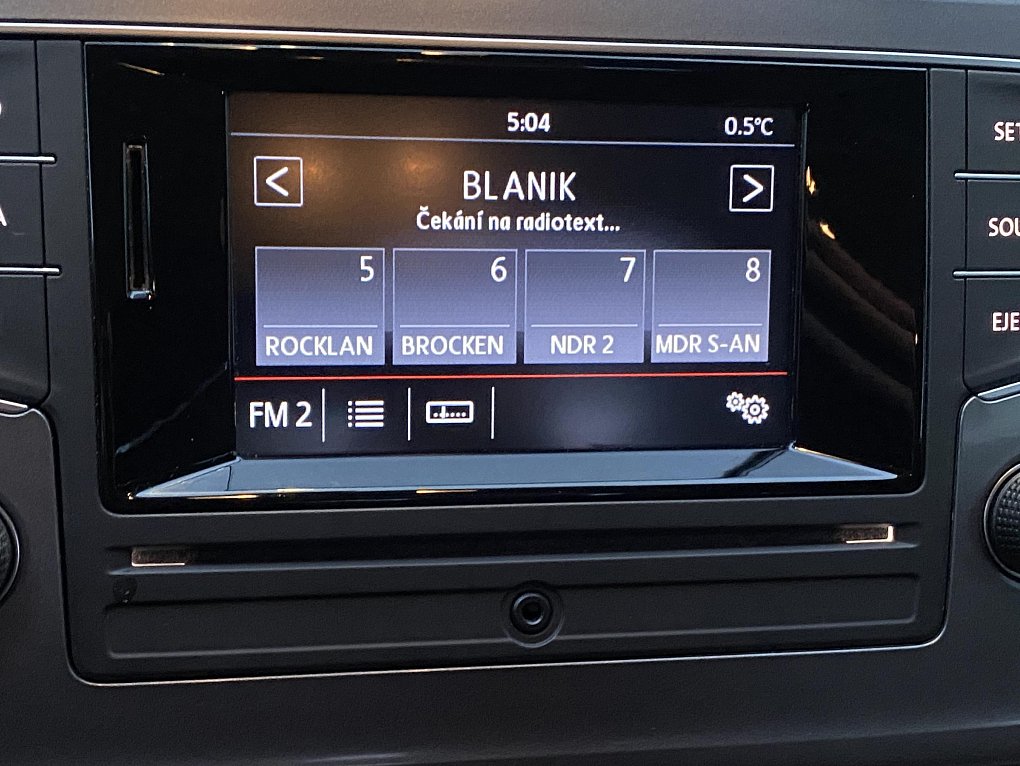 5:04
0.5°C
BLANIK
Čekání na radiotext...
5
6
7
8
ROCKLAN
BROCKEN
NDR 2
MDR S-AN
FM 2
SET
SOU
EJE